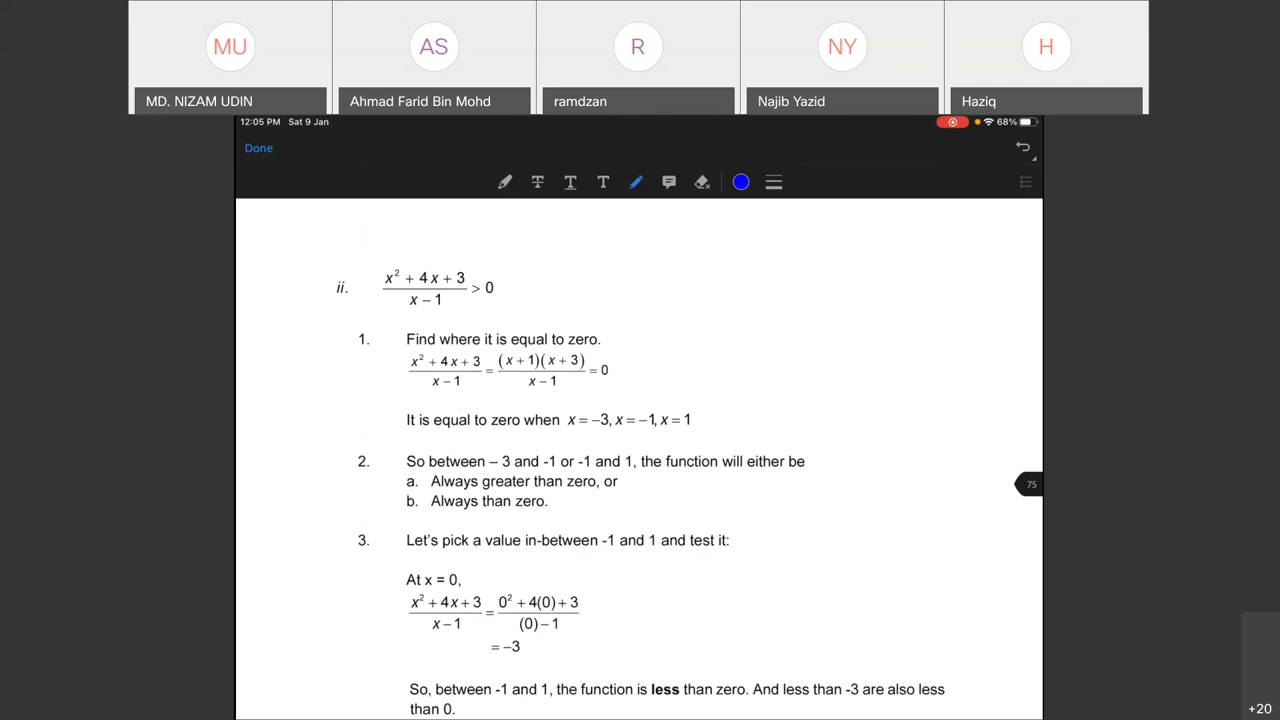 MU AS R NY H
MD. NIZAM UDIN Ahmad Farid Bin Mohd ramdzan Najib Yazid Haziq
12:05 PM Sat 9 Jan 68%
Done
T T T
ii. x² + 4x + 3 / x − 1 > 0
1. Find where it is equal to zero.
x² + 4x + 3 / x − 1 = (x + 1)(x + 3) / x − 1 = 0
It is equal to zero when x = −3, x = −1, x = 1
2. So between – 3 and -1 or -1 and 1, the function will either be
a. Always greater than zero, or
b. Always than zero.
75
3. Let's pick a value in-between -1 and 1 and test it:
At x = 0,
x² + 4x + 3 / x − 1 = 0² + 4(0) + 3 / (0) − 1
= −3
So, between -1 and 1, the function is less than zero. And less than -3 are also less
than 0.
+20